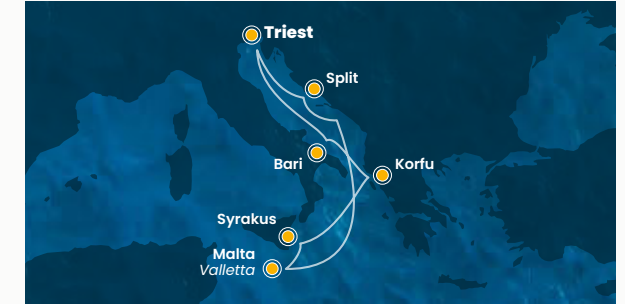 Triest
Split
Bari
Korfu
Syrakus
Malta
Valletta